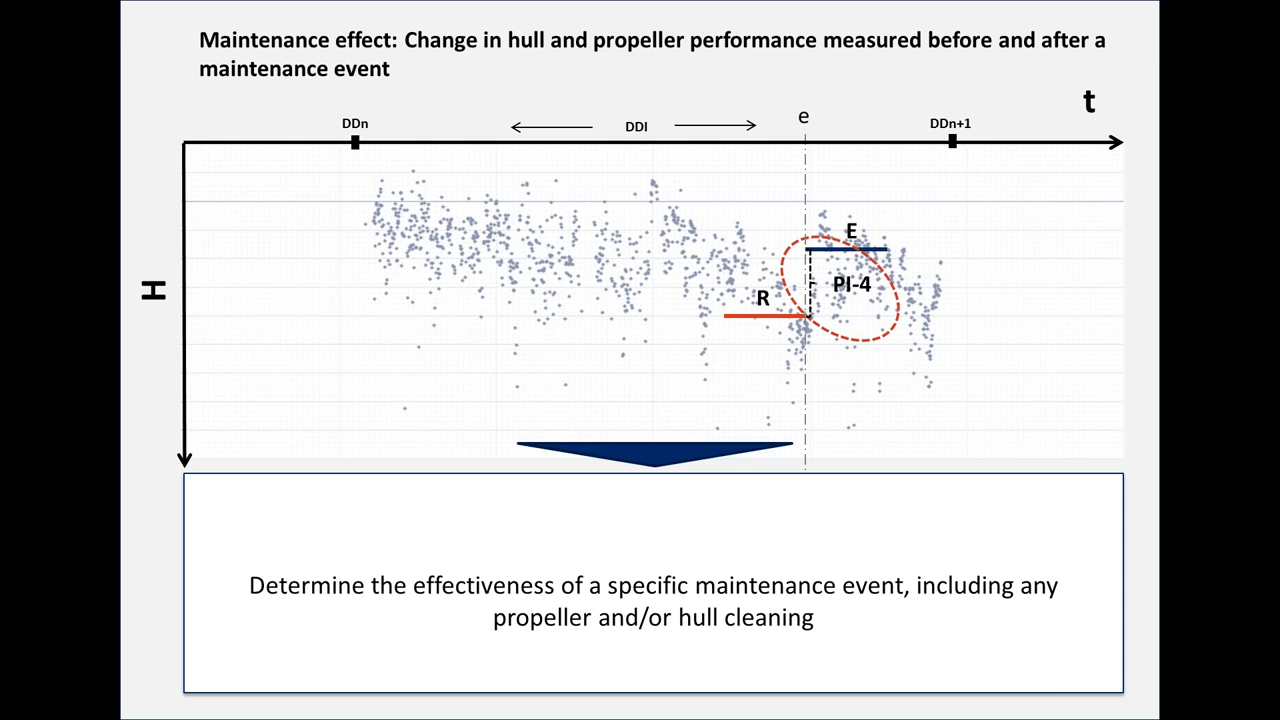 Maintenance effect: Change in hull and propeller performance measured before and after a
maintenance event
t
DDn
DDI
e
DDn+1
E
PI-4
R
H
Determine the effectiveness of a specific maintenance event, including any
propeller and/or hull cleaning